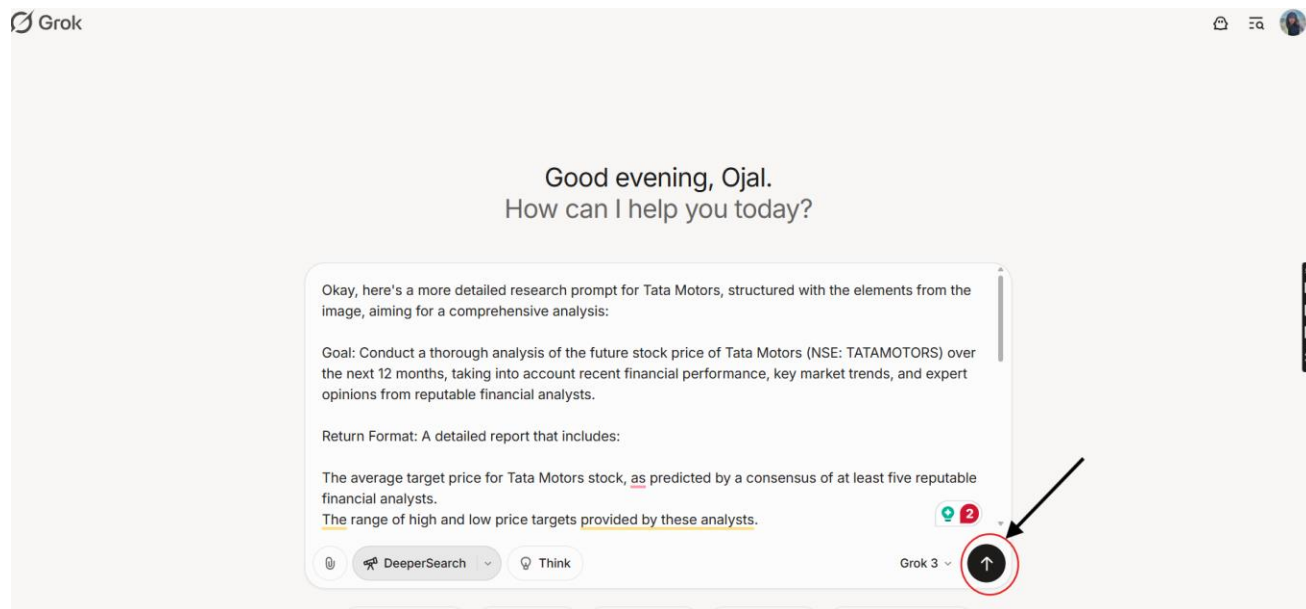 Grok
Good evening, Ojal.
How can I help you today?
Okay, here's a more detailed research prompt for Tata Motors, structured with the elements from the
image, aiming for a comprehensive analysis:
Goal: Conduct a thorough analysis of the future stock price of Tata Motors (NSE: TATAMOTORS) over
the next 12 months, taking into account recent financial performance, key market trends, and expert
opinions from reputable financial analysts.
Return Format: A detailed report that includes:
The average target price for Tata Motors stock, as predicted by a consensus of at least five reputable
financial analysts.
The range of high and low price targets provided by these analysts.
2
DeeperSearch
Think
Grok 3